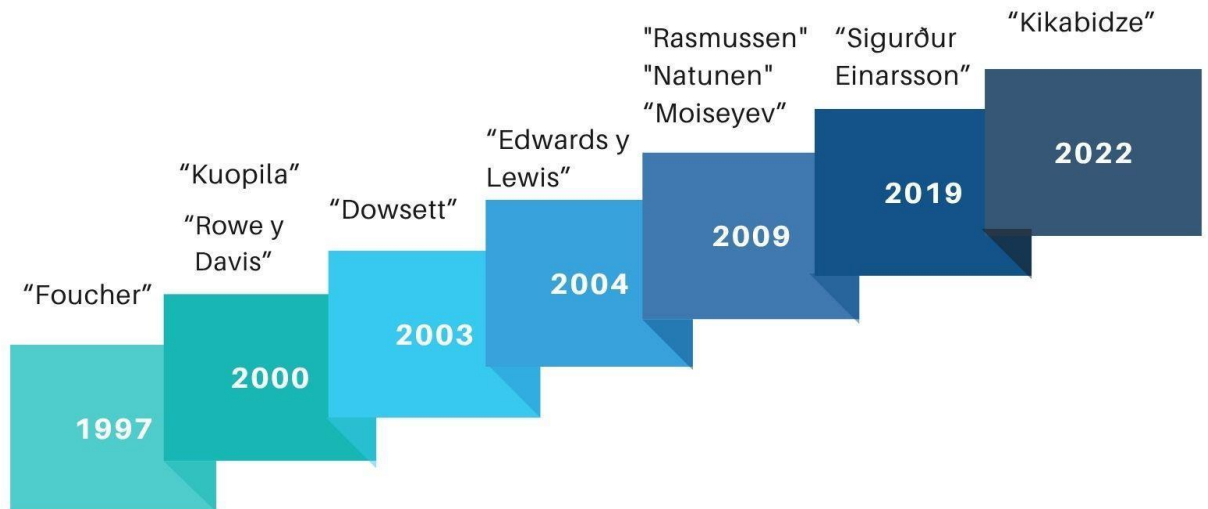 “Foucher”
1997
“Kuopila”
“Rowe y
Davis”
2000
“Dowsett”
2003
“Edwards y
Lewis”
2004
"Rasmussen"
"Natunen"
“Moiseyev”
2009
“Sigurður
Einarsson”
2019
“Kikabidze”
2022